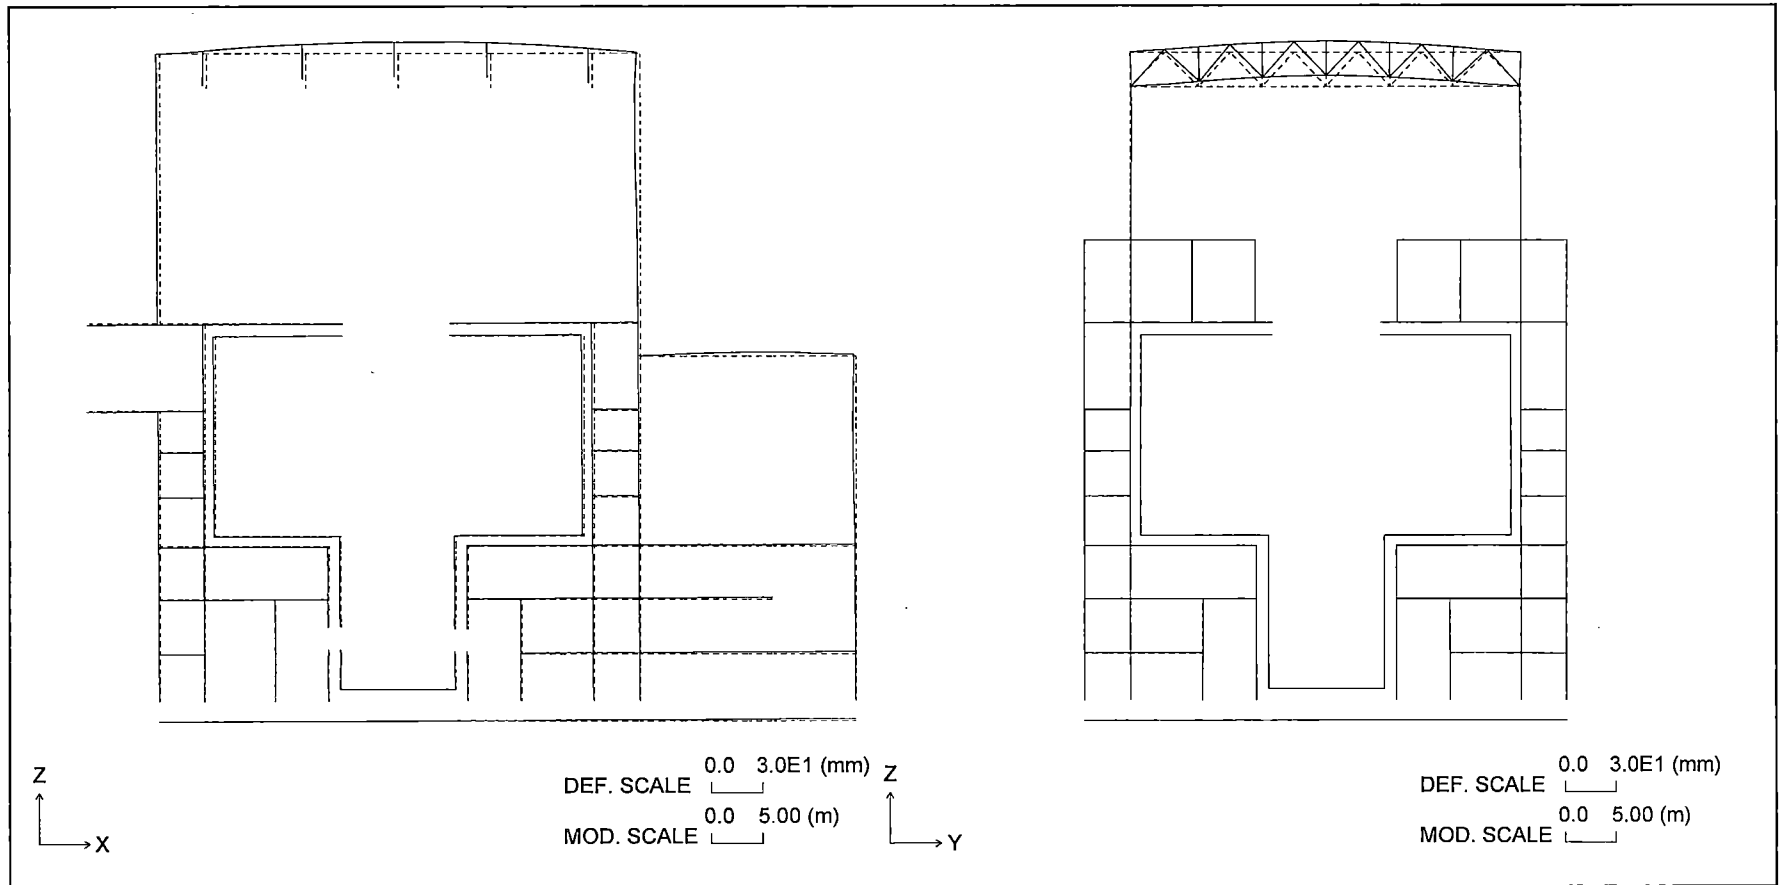 Z
X
DEF. SCALE 0.0 3.0E1 (mm)
MOD. SCALE 0.0 5.00 (m)
Z
Y
DEF. SCALE 0.0 3.0E1 (mm)
MOD. SCALE 0.0 5.00 (m)